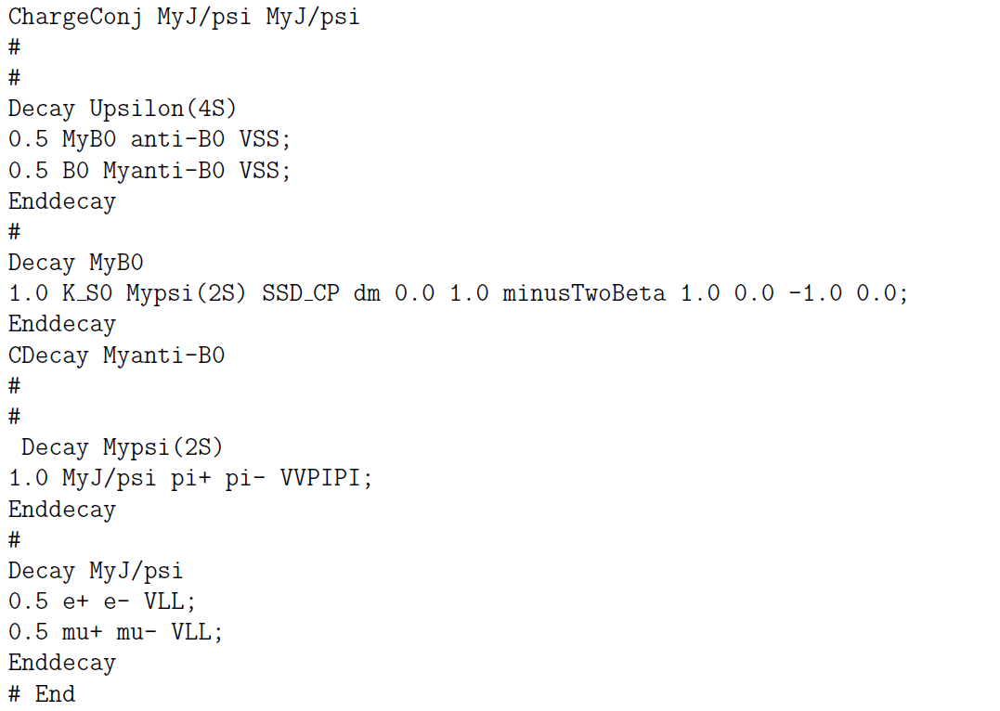 ChargeConj MyJ/psi MyJ/psi
#
#
Decay Upsilon(4S)
0.5 MyB0 anti-B0 VSS;
0.5 B0 Myanti-B0 VSS;
Enddecay
#
Decay MyB0
1.0 K_S0 Mypsi(2S) SSD_CP dm 0.0 1.0 minusTwoBeta 1.0 0.0 -1.0 0.0;
Enddecay
CDecay Myanti-B0
#
#
Decay Mypsi(2S)
1.0 MyJ/psi pi+ pi- VVPIPI;
Enddecay
#
Decay MyJ/psi
0.5 e+ e- VLL;
0.5 mu+ mu- VLL;
Enddecay
# End